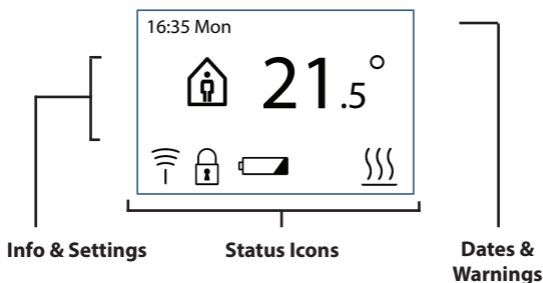 16:35 Mon
21.5°
Info & Settings
Status Icons
Dates &
Warnings